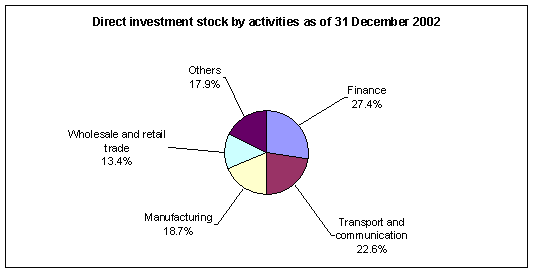 Direct investment stock by activities as of 31 December 2002
Others
17.9%
Finance
27.4%
Wholesale and retail
trade
13.4%
Manufacturing
18.7%
Transport and
communication
22.6%